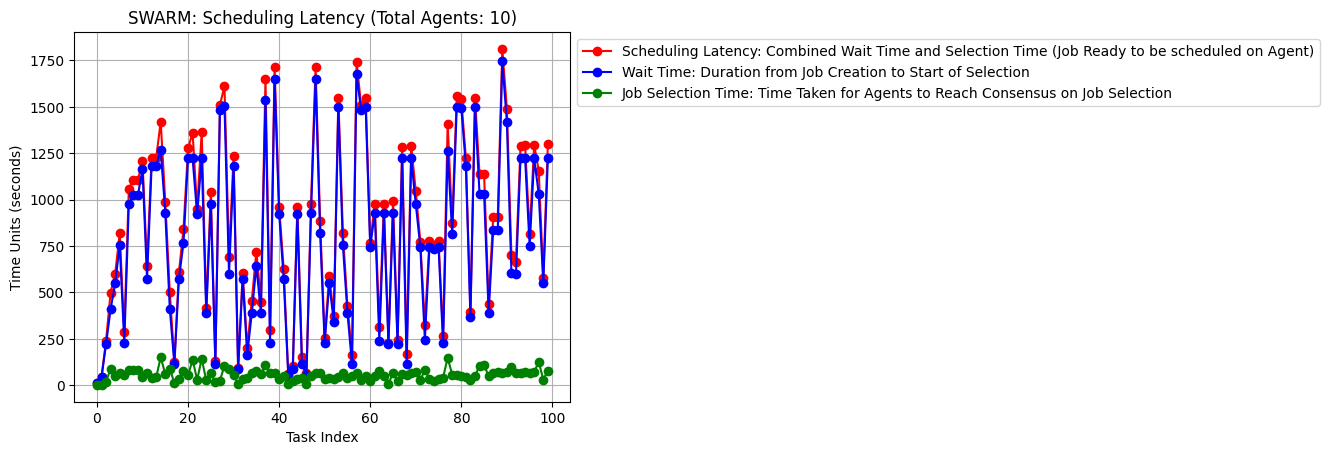 SWARM: Scheduling Latency (Total Agents: 10)
Scheduling Latency: Combined Wait Time and Selection Time (Job Ready to be scheduled on Agent)
Wait Time: Duration from Job Creation to Start of Selection
Job Selection Time: Time Taken for Agents to Reach Consensus on Job Selection
Time Units (seconds)
1750
1500
1250
1000
750
500
250
0
0 20 40 60 80 100
Task Index